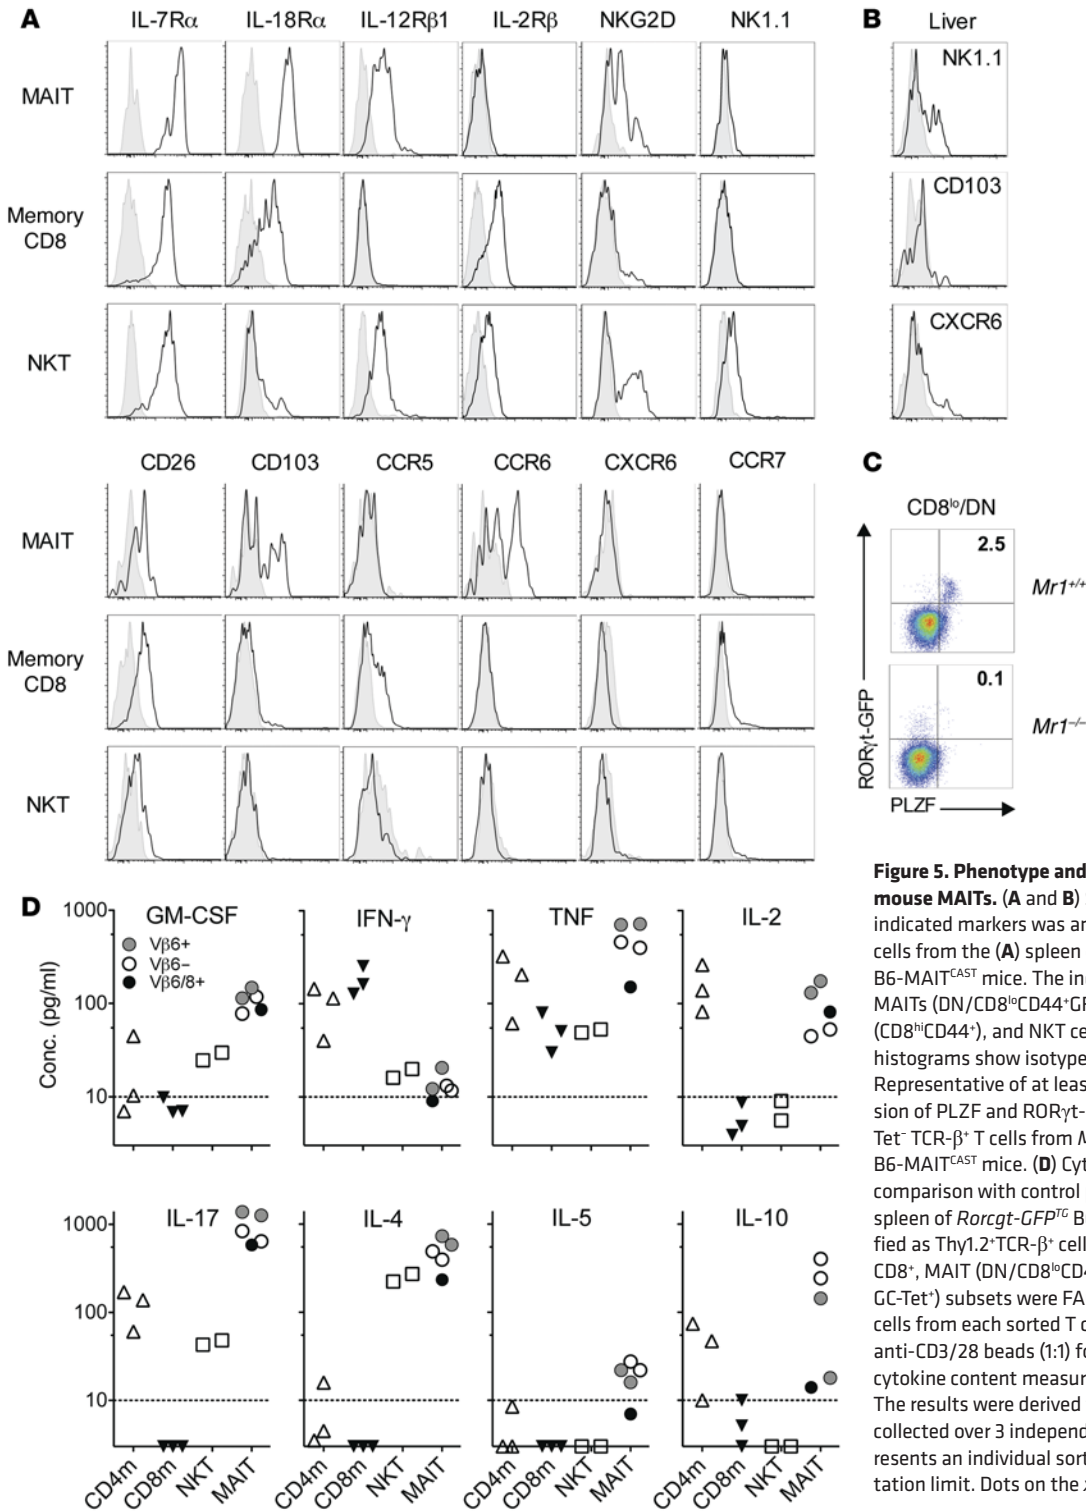 A
IL-7Rα IL-18Rα IL-12Rβ1 IL-2Rβ NKG2D NK1.1
MAIT
Memory
CD8
NKT
CD26 CD103 CCR5 CCR6 CXCR6 CCR7
MAIT
Memory
CD8
NKT
B
Liver
NK1.1
CD103
CXCR6
C
CD8lo/DN
2.5
Mr1+/+
0.1
Mr1−/−
RORγt-GFP
PLZF
D
GM-CSF IFN-γ TNF IL-2
Vβ6+
Vβ6−
Vβ6/8+
1000
100
10
Conc. (pg/ml)
IL-17 IL-4 IL-5 IL-10
1000
100
10
CD4m CD8m NKT MAIT CD4m CD8m NKT MAIT CD4m CD8m NKT MAIT CD4m CD8m NKT MAIT
Figure 5. Phenotype and
mouse MAITs. (A and B)
indicated markers was an
cells from the (A) spleen
B6-MAITCAST mice. The in
MAITs (DN/CD8loCD44+GF
(CD8hiCD44+), and NKT ce
histograms show isotype
Representative of at leas
sion of PLZF and RORγt-
Tet− TCR-β+ T cells from M
B6-MAITCAST mice. (D) Cyt
comparison with control
spleen of Rorcgt-GFPTG B
fied as Thy1.2+TCR-β+ cell
CD8+, MAIT (DN/CD8loCD4
GC-Tet+) subsets were FA
cells from each sorted T c
anti-CD3/28 beads (1:1) fo
cytokine content measur
The results were derived
collected over 3 independ
resents an individual sort
tation limit. Dots on the x